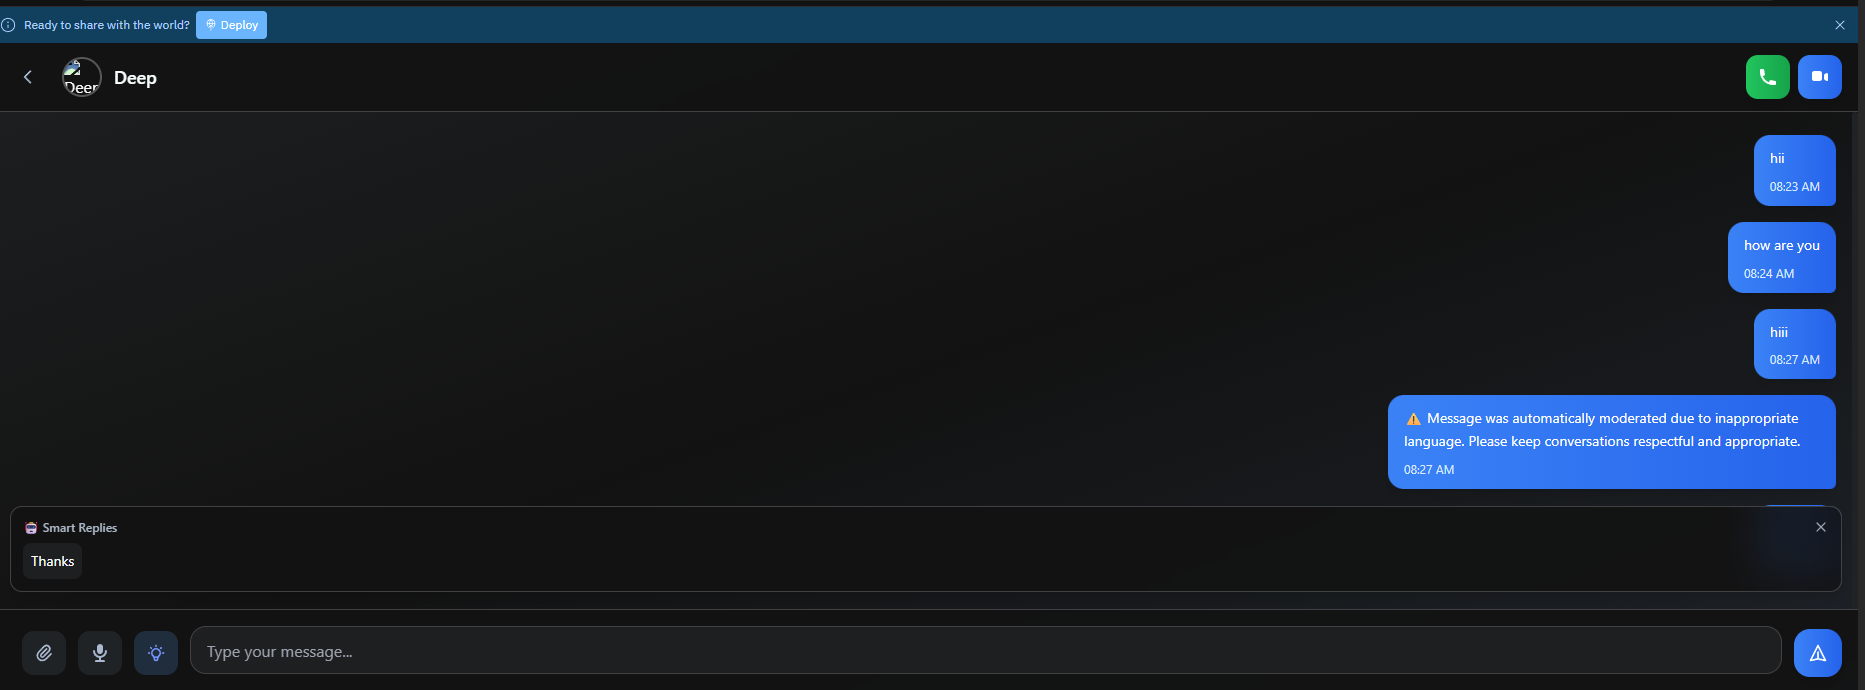 Ready to share with the world?
Deploy
Deep
hii
08:23 AM
how are you
08:24 AM
hiii
08:27 AM
⚠️ Message was automatically moderated due to inappropriate
language. Please keep conversations respectful and appropriate.
08:27 AM
Smart Replies
Thanks
Type your message...